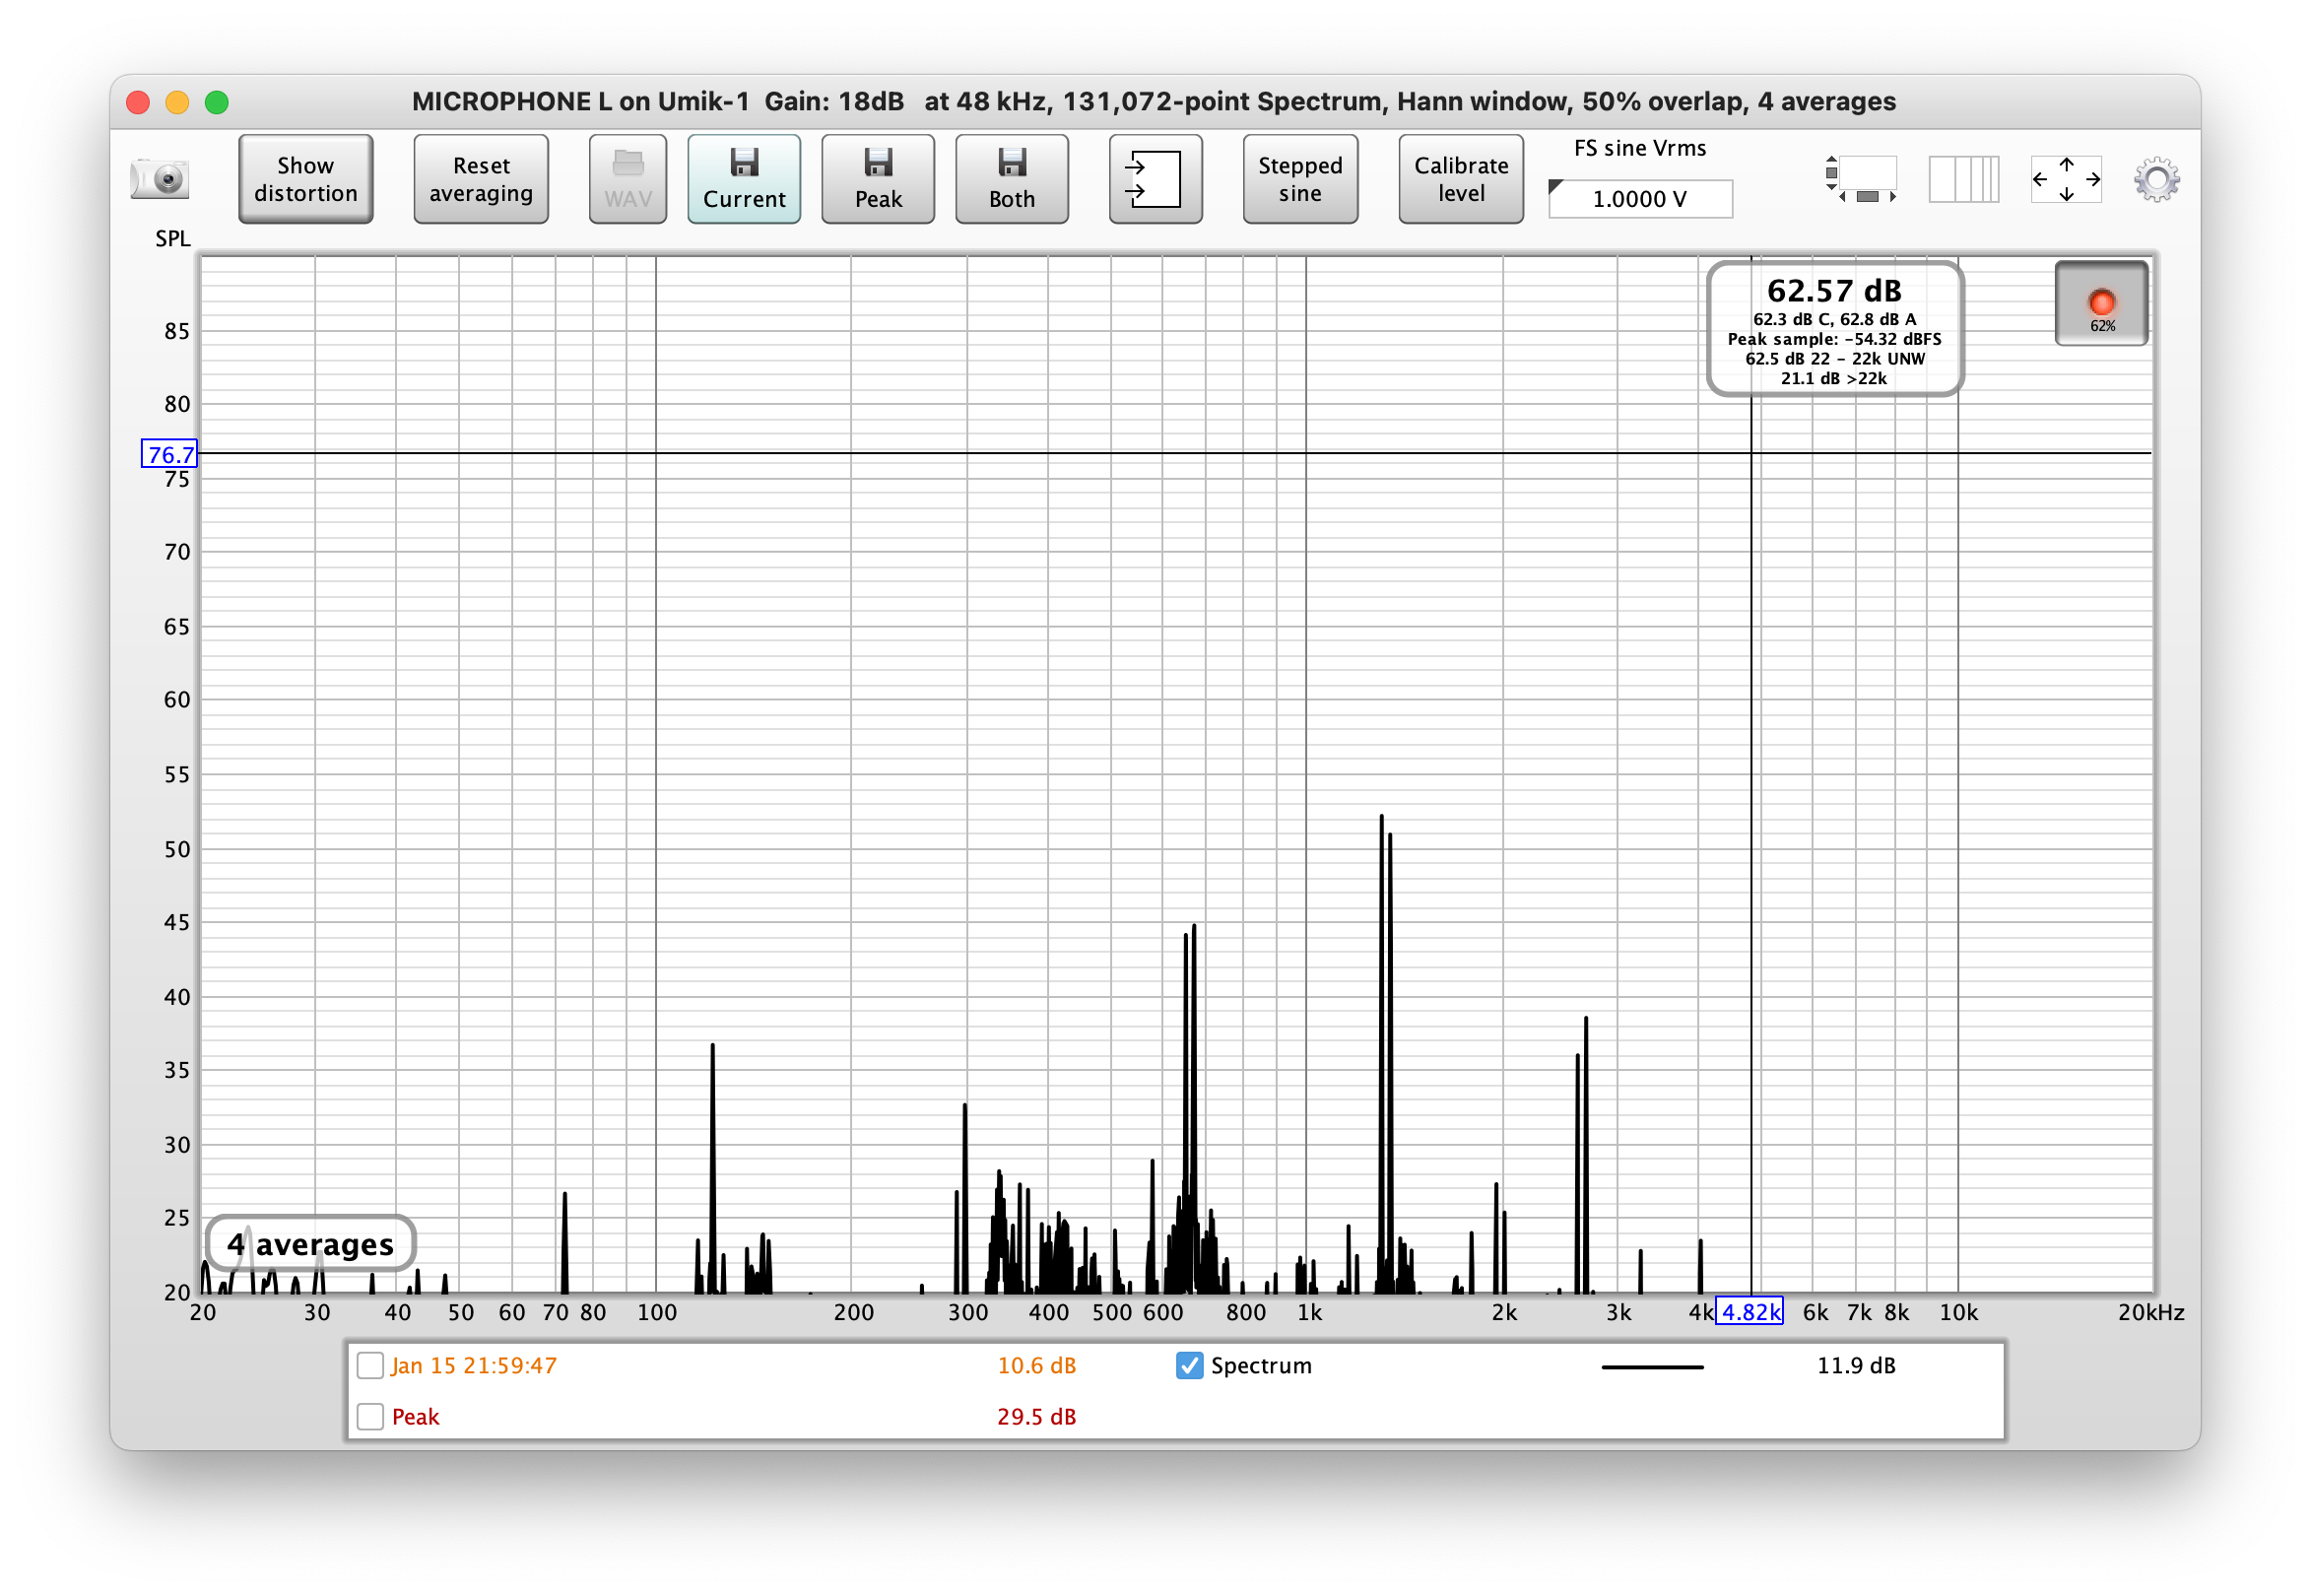 MICROPHONE L on Umik-1  Gain: 18dB   at 48 kHz, 131,072-point Spectrum, Hann window, 50% overlap, 4 averages
Show
distortion
Reset
averaging
WAV
Current
Peak
Both
Stepped
sine
Calibrate
level
FS sine Vrms
1.0000 V
SPL
62.57 dB
62.3 dB C, 62.8 dB A
Peak sample: -54.32 dBFS
62.5 dB 22 - 22k UNW
21.1 dB >22k
62%
85
80
76.7
75
70
65
60
55
50
45
40
35
30
25
20
4 averages
20 30 40 50 60 70 80 100 200 300 400 500 600 800 1k 2k 3k 4k 4.82k 6k 7k 8k 10k 20kHz
Jan 15 21:59:47 10.6 dB Spectrum 11.9 dB
Peak 29.5 dB